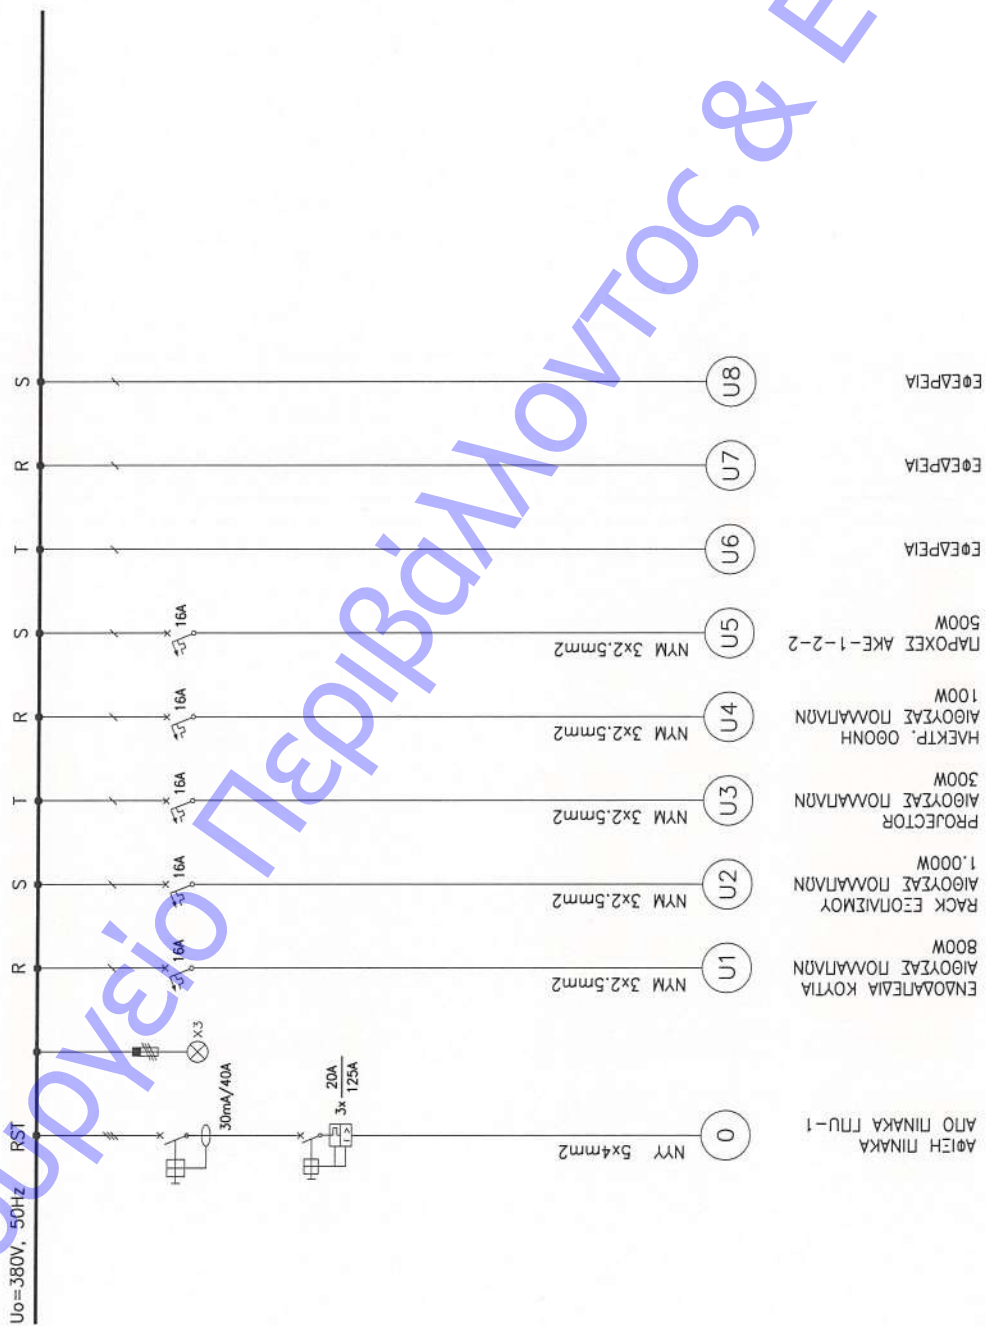 Uo=380V, 50Hz
RST
R
S
T
R
S
T
R
S
X3
30mA/40A
3x 20A
125A
16A
16A
16A
16A
16A
NYY 5x4mm2
NYM 3x2.5mm2
NYM 3x2.5mm2
NYM 3x2.5mm2
NYM 3x2.5mm2
NYM 3x2.5mm2
0
U1
U2
U3
U4
U5
U6
U7
U8
ΑΦΙΞΗ ΠΙΝΑΚΑ
ΑΠΟ ΠΙΝΑΚΑ ΓΠU-1
ΕΝΔΟΔΑΠΕΔΙΑ ΚΟΥΤΙΑ
ΑΙΘΟΥΣΑΣ ΠΟΛΛΑΠΛΩΝ
800W
RACK ΕΞΟΠΛΙΣΜΟΥ
ΑΙΘΟΥΣΑΣ ΠΟΛΛΑΠΛΩΝ
1.000W
PROJECTOR
ΑΙΘΟΥΣΑΣ ΠΟΛΛΑΠΛΩΝ
300W
ΗΛΕΚΤΡ. ΟΘΟΝΗ
ΑΙΘΟΥΣΑΣ ΠΟΛΛΑΠΛΩΝ
100W
ΠΑΡΟΧΕΣ ΑΚΕ-1-2-2
500W
ΕΦΕΔΡΕΙΑ
ΕΦΕΔΡΕΙΑ
ΕΦΕΔΡΕΙΑ
Περιβάλλοντος &